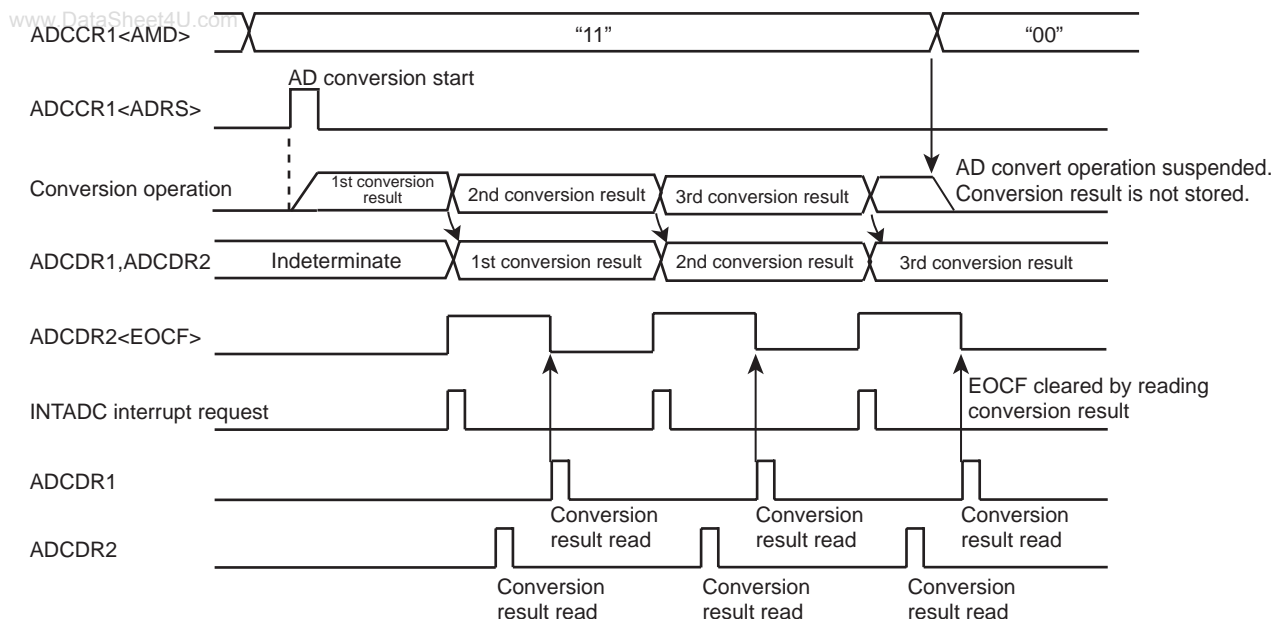 www.DataSheet4U.com
ADCCR1<AMD>
“11”
“00”
AD conversion start
ADCCR1<ADRS>
Conversion operation
1st conversion
result
2nd conversion result
3rd conversion result
AD convert operation suspended.
Conversion result is not stored.
ADCDR1,ADCDR2
Indeterminate
1st conversion result
2nd conversion result
3rd conversion result
ADCDR2<EOCF>
EOCF cleared by reading
conversion result
INTADC interrupt request
ADCDR1
Conversion
result read
Conversion
result read
Conversion
result read
ADCDR2
Conversion
result read
Conversion
result read
Conversion
result read